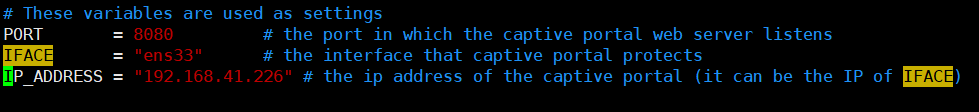 # These variables are used as settings
PORT       = 8080         # the port in which the captive portal web server listens
IFACE      = "ens33"      # the interface that captive portal protects
IP_ADDRESS = "192.168.41.226" # the ip address of the captive portal (it can be the IP of IFACE)